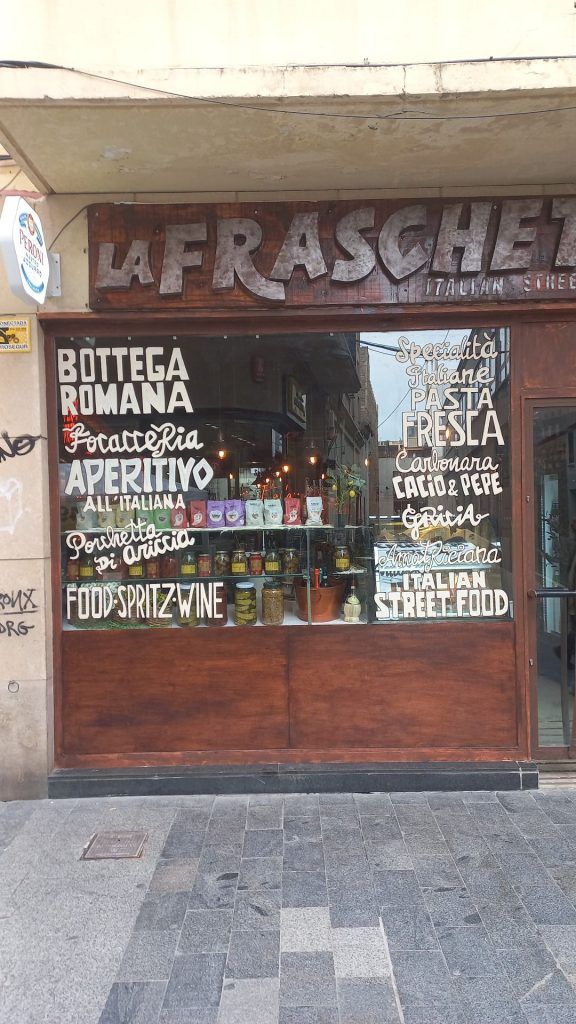 LA FRASCHET
ITALIAN STREE
PERONI
BOTTEGA
ROMANA
FocacceRia
APERITIVO
ALL'ITALIANA
Porchetta
Di ARiccia
FOOD•SPRITZ•WINE
Specialità
Italiane
PASTA
FRESCA
Carbonara
CACIO & PEPE
GRicia
AmatRiciana
ITALIAN
STREET FOOD